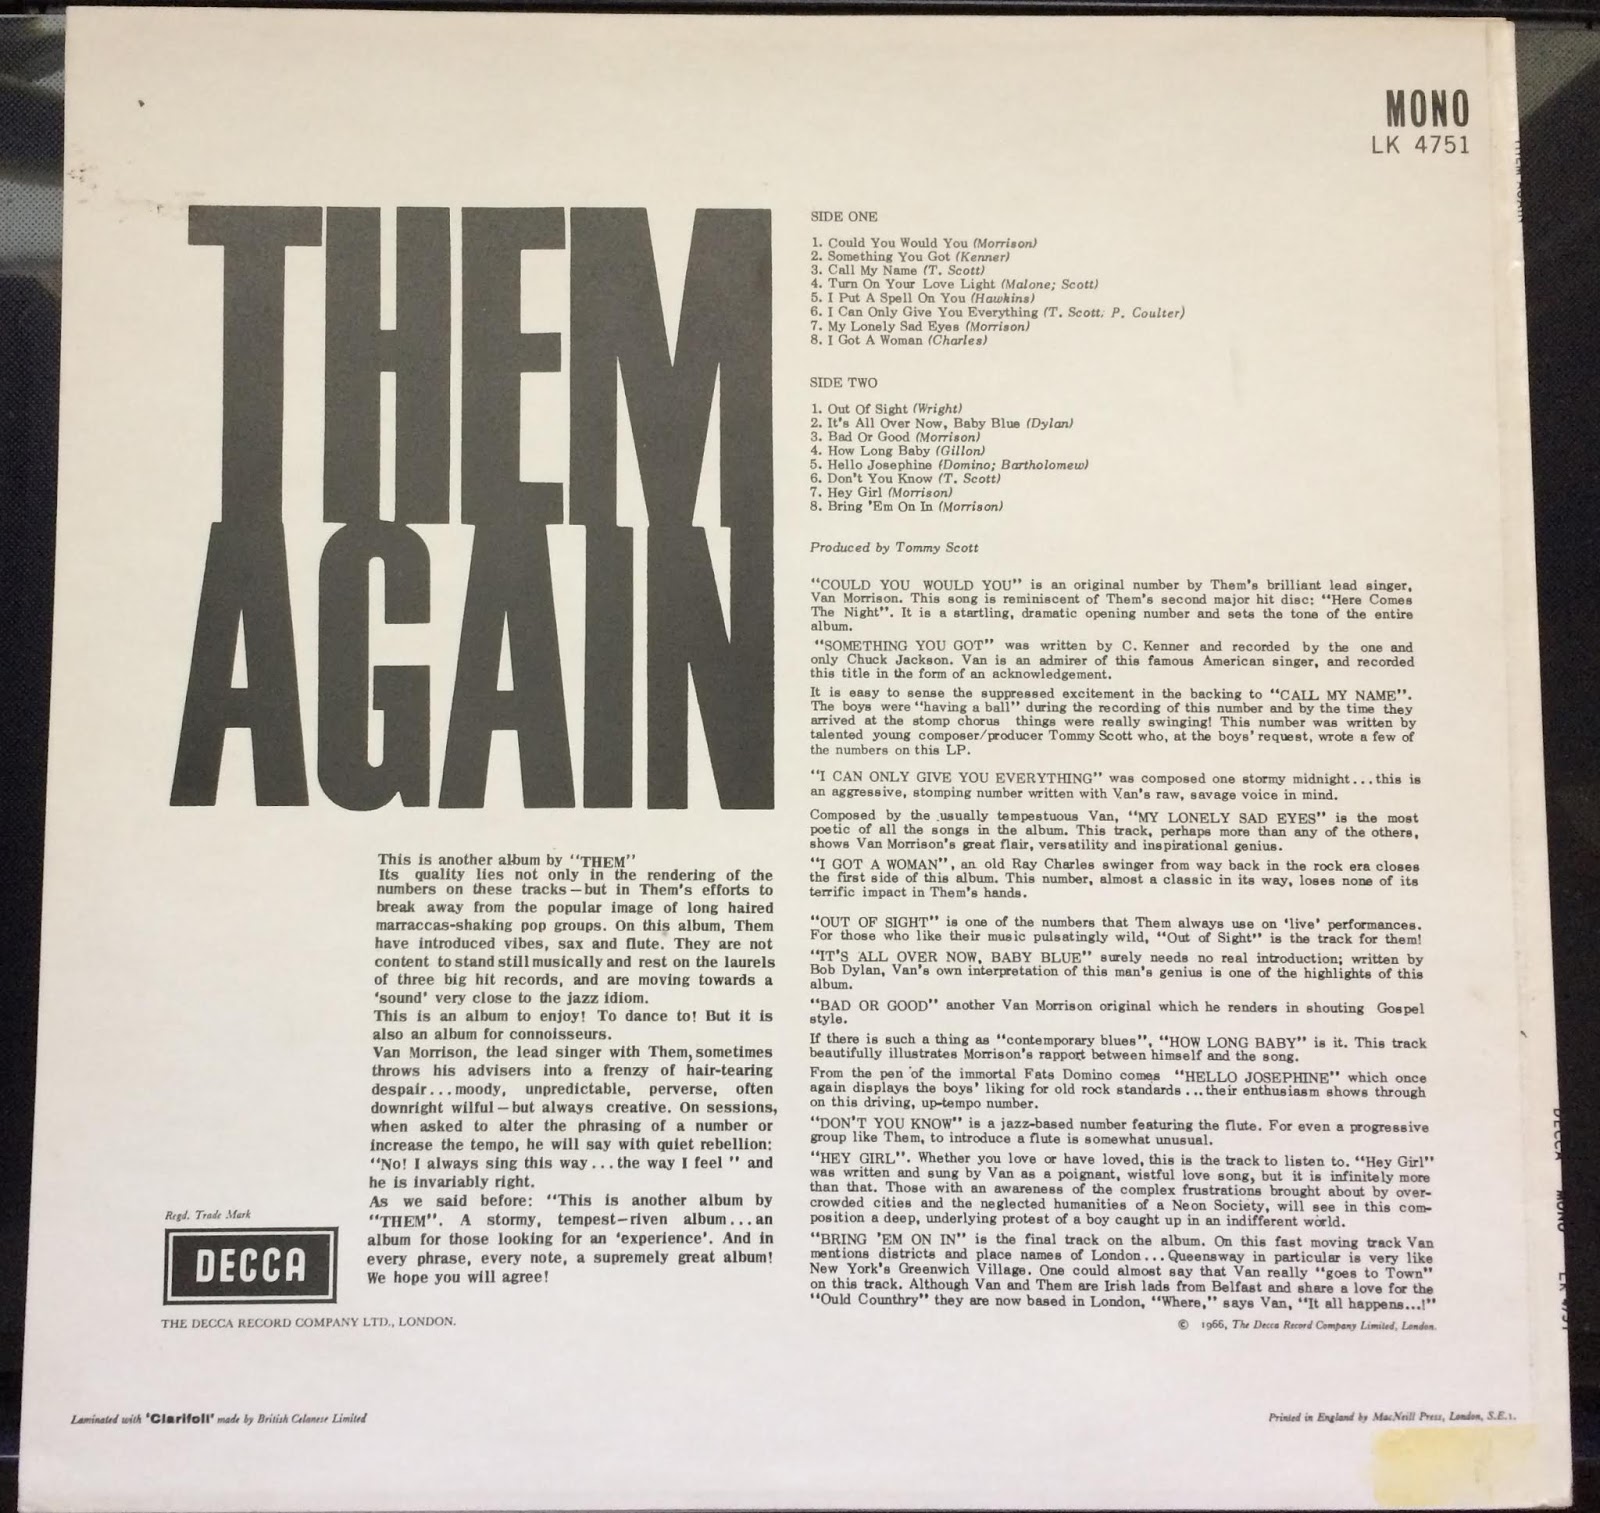 MONO
LK 4751
THEM
AGAIN
SIDE ONE
1. Could You Would You (Morrison)
2. Something You Got (Kenner)
3. Call My Name (T. Scott)
4. Turn On Your Love Light (Malone; Scott)
5. I Put A Spell On You (Hawkins)
6. I Can Only Give You Everything (T. Scott. P. Coulter)
7. My Lonely Sad Eyes (Morrison)
8. I Got A Woman (Charles)
SIDE TWO
1. Out Of Sight (Wright)
2. It's All Over Now, Baby Blue (Dylan)
3. Bad Or Good (Morrison)
4. How Long Baby (Gillon)
5. Hello Josephine (Domino; Bartholomew)
6. Don't You Know (T. Scott)
7. Hey Girl (Morrison)
8. Bring 'Em On In (Morrison)
Produced by Tommy Scott
"COULD YOU WOULD YOU" is an original number by Them's brilliant lead singer,
Van Morrison. This song is reminiscent of Them's second major hit disc: "Here Comes
The Night". It is a startling, dramatic opening number and sets the tone of the entire
album.
"SOMETHING YOU GOT" was written by C. Kenner and recorded by the one and
only Chuck Jackson. Van is an admirer of this famous American singer, and recorded
this title in the form of an acknowledgement.
It is easy to sense the suppressed excitement in the backing to "CALL MY NAME".
The boys were "having a ball" during the recording of this number and by the time they
arrived at the stomp chorus things were really swinging! This number was written by
talented young composer/producer Tommy Scott who, at the boys' request, wrote a few of
the numbers on this LP.
"I CAN ONLY GIVE YOU EVERYTHING" was composed one stormy midnight...this is
an aggressive, stomping number written with Van's raw, savage voice in mind.
Composed by the usually tempestuous Van, "MY LONELY SAD EYES" is the most
poetic of all the songs in the album. This track, perhaps more than any of the others,
shows Van Morrison's great flair, versatility and inspirational genius.
"I GOT A WOMAN", an old Ray Charles swinger from way back in the rock era closes
the first side of this album. This number, almost a classic in its way, loses none of its
terrific impact in Them's hands.
"OUT OF SIGHT" is one of the numbers that Them always use on 'live' performances.
For those who like their music pulsatingly wild, "Out of Sight" is the track for them!
"IT'S ALL OVER NOW, BABY BLUE" surely needs no real introduction; written by
Bob Dylan, Van's own interpretation of this man's genius is one of the highlights of this
album.
"BAD OR GOOD" another Van Morrison original which he renders in shouting Gospel
style.
If there is such a thing as "contemporary blues", "HOW LONG BABY" is it. This track
beautifully illustrates Morrison's rapport between himself and the song.
From the pen of the immortal Fats Domino comes "HELLO JOSEPHINE" which once
again displays the boys' liking for old rock standards...their enthusiasm shows through
on this driving, up-tempo number.
"DON'T YOU KNOW" is a jazz-based number featuring the flute. For even a progressive
group like Them, to introduce a flute is somewhat unusual.
"HEY GIRL". Whether you love or have loved, this is the track to listen to. "Hey Girl"
was written and sung by Van as a poignant, wistful love song, but it is infinitely more
than that. Those with an awareness of the complex frustrations brought about by over-
crowded cities and the neglected humanities of a Neon Society, will see in this com-
position a deep, underlying protest of a boy caught up in an indifferent world.
"BRING 'EM ON IN" is the final track on the album. On this fast moving track Van
mentions districts and place names of London...Queensway in particular is very like
New York's Greenwich Village. One could almost say that Van really "goes to Town"
on this track. Although Van and Them are Irish lads from Belfast and share a love for the
"Ould Counthry" they are now based in London, "Where," says Van, "It all happens...!"
© 1966, The Decca Record Company Limited, London.
This is another album by "THEM"
Its quality lies not only in the rendering of the
numbers on these tracks—but in Them's efforts to
break away from the popular image of long haired
marraccas-shaking pop groups. On this album, Them
have introduced vibes, sax and flute. They are not
content to stand still musically and rest on the laurels
of three big hit records, and are moving towards a
'sound' very close to the jazz idiom.
This is an album to enjoy! To dance to! But it is
also an album for connoisseurs.
Van Morrison, the lead singer with Them, sometimes
throws his advisers into a frenzy of hair-tearing
despair...moody, unpredictable, perverse, often
downright wilful—but always creative. On sessions,
when asked to alter the phrasing of a number or
increase the tempo, he will say with quiet rebellion:
"No! I always sing this way...the way I feel" and
he is invariably right.
As we said before: "This is another album by
"THEM". A stormy, tempest-riven album...an
album for those looking for an 'experience'. And in
every phrase, every note, a supremely great album!
We hope you will agree!
Regd. Trade Mark
DECCA
THE DECCA RECORD COMPANY LTD., LONDON.
Laminated with 'Clarifoil' made by British Celanese Limited
Printed in England by MacNeill Press, London, S.E.1.
THEM AGAIN
DECCA
MONO
LK 4751